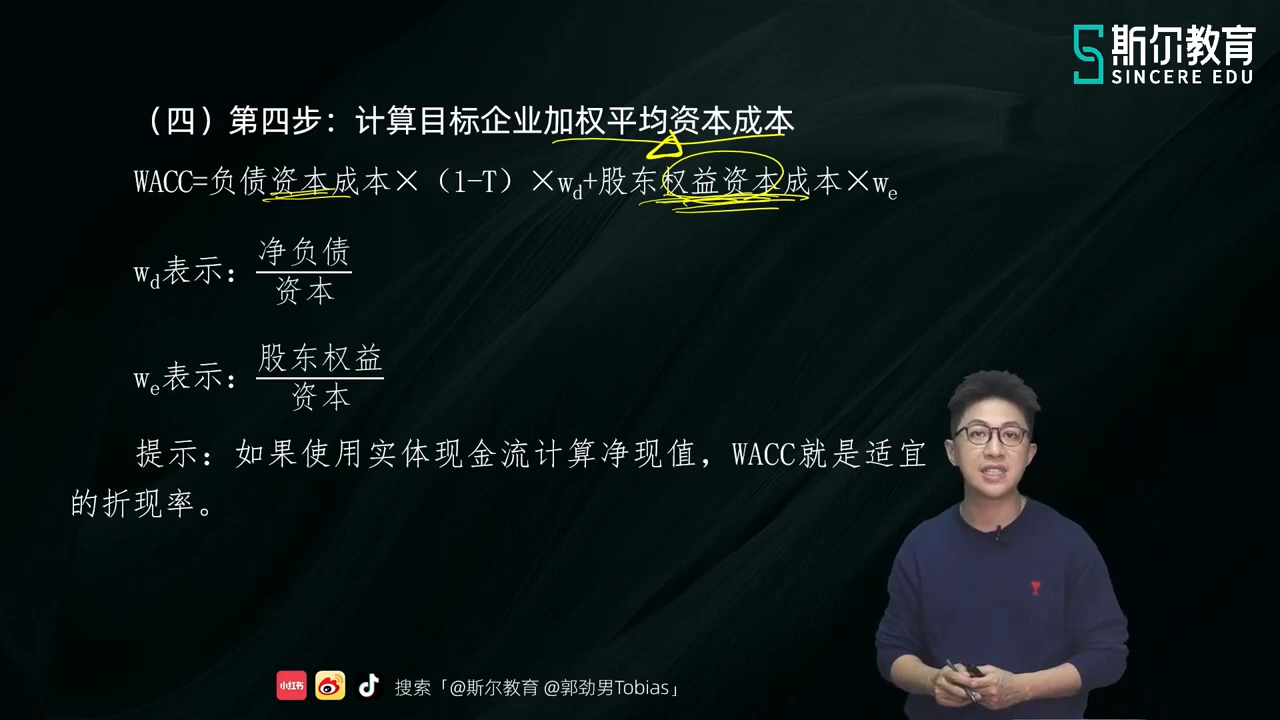 斯尔教育
SINCERE EDU
（四）第四步：计算目标企业加权平均资本成本
WACC=负债资本成本×（1-T）×wd+股东权益资本成本×we
wd表示：净负债/资本
we表示：股东权益/资本
提示：如果使用实体现金流计算净现值，WACC就是适宜
的折现率。
小红书
搜索「@斯尔教育 @郭劲男Tobias」